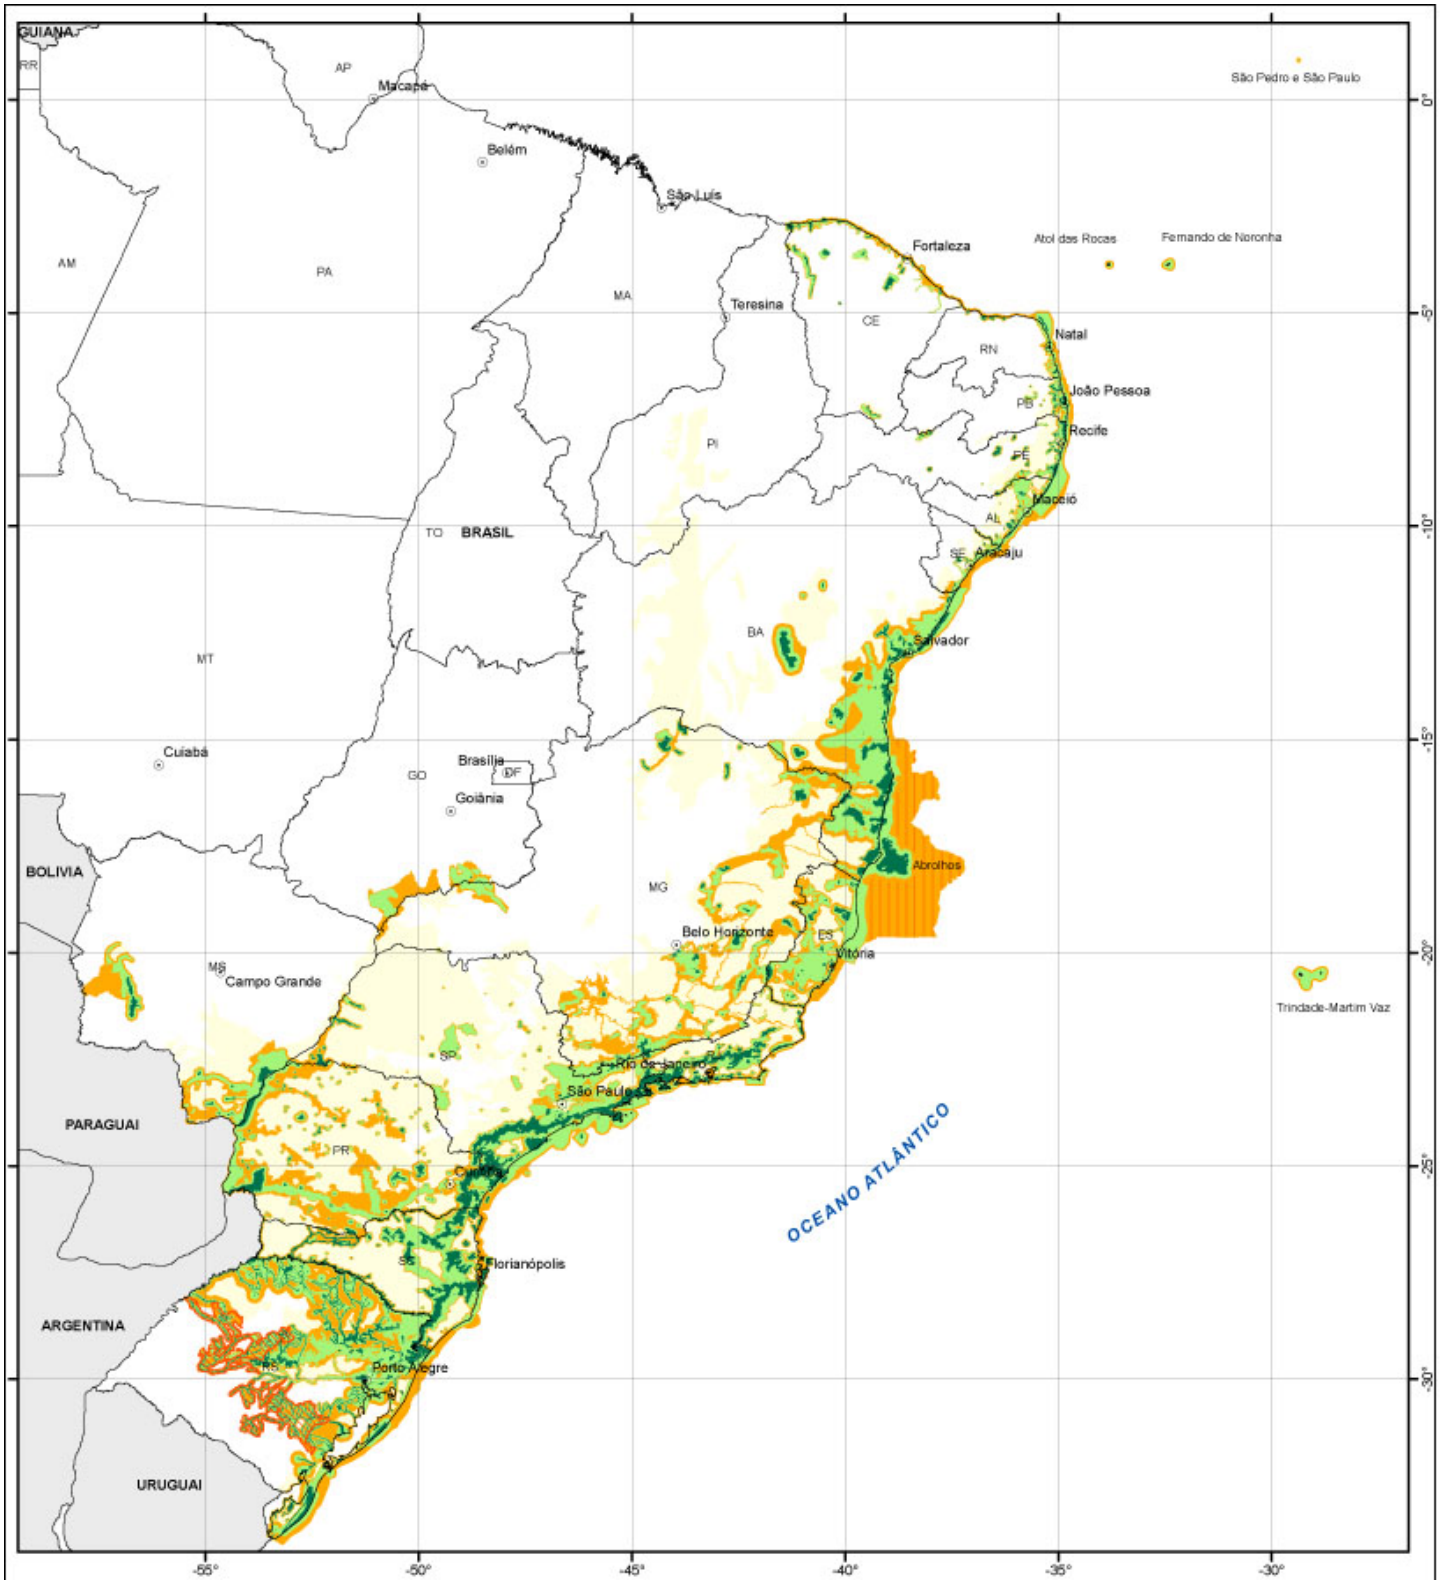 GUIANA
RR
AP
Macapá
São Pedro e São Paulo
0°
Belém
São Luís
Atol das Rocas
Fernando de Noronha
Fortaleza
AM
PA
MA
Teresina
CE
-5°
Natal
RN
João Pessoa
PB
Recife
PI
PE
Maceió
AL
-10°
TO
BRASIL
SE
Aracaju
BA
Salvador
MT
-15°
Cuiabá
Brasília
DF
GO
Goiânia
BOLIVIA
Abrolhos
MG
Belo Horizonte
ES
Vitória
-20°
MS
Campo Grande
Trindade-Martim Vaz
SP
Rio de Janeiro
São Paulo
PARAGUAI
OCEANO ATLÂNTICO
PR
-25°
Curitiba
SC
Florianópolis
ARGENTINA
RS
Porto Alegre
-30°
URUGUAI
-55°
-50°
-45°
-40°
-35°
-30°